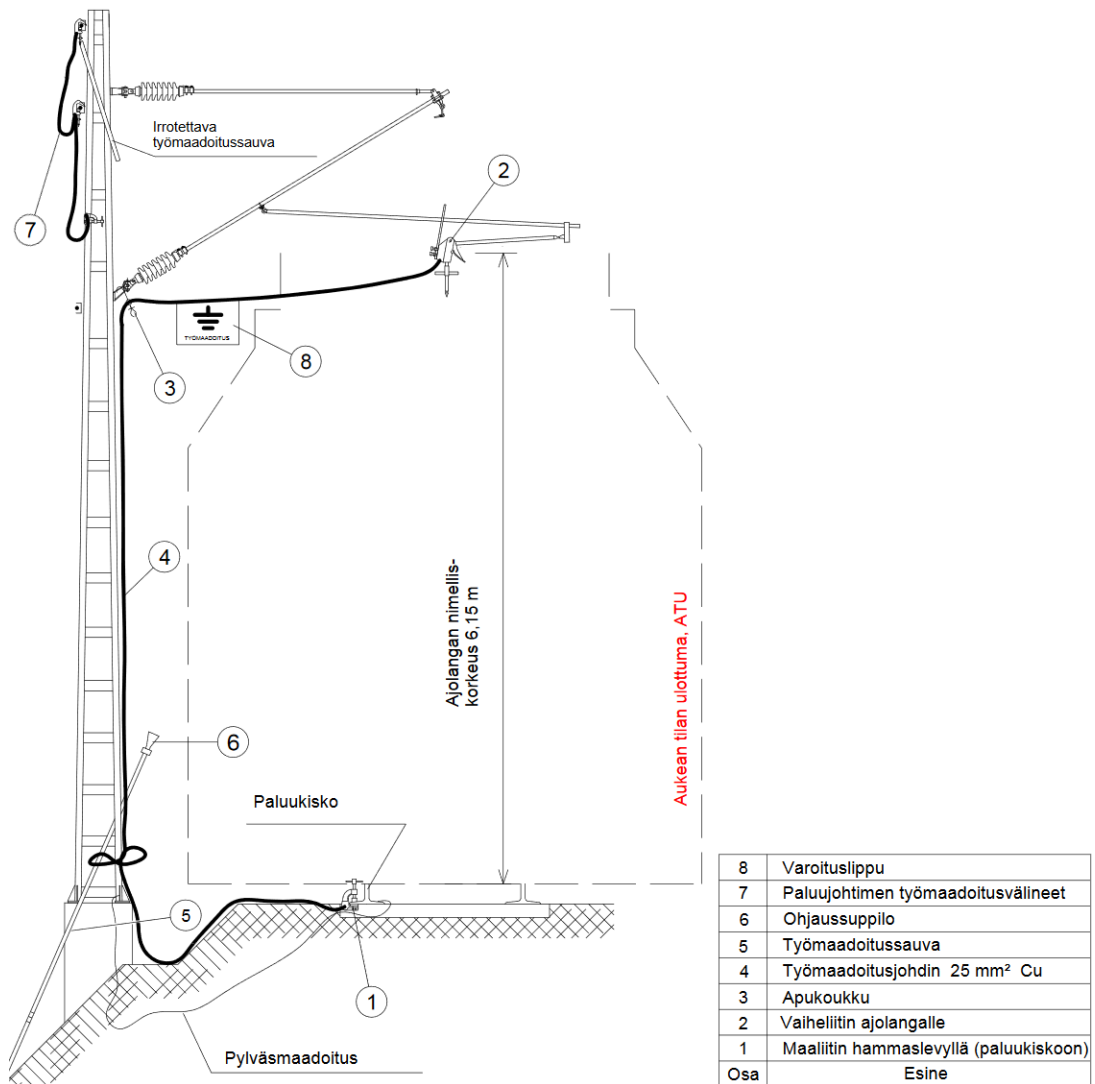 Irrotettava
työmaadoitussauva
2
7
TYÖMAADOITUS
8
3
4
Ajolangan nimellis-
korkeus 6,15 m
Aukean tilan ulottuma, ATU
6
Paluukisko
5
1
Pylväsmaadoitus
8 Varoituslippu
7 Paluujohtimen työmaadoitusvälineet
6 Ohjaussuppilo
5 Työmaadoitussauva
4 Työmaadoitusjohdin 25 mm² Cu
3 Apukoukku
2 Vaiheliitin ajolangalle
1 Maaliitin hammaslevyllä (paluukiskoon)
Osa Esine